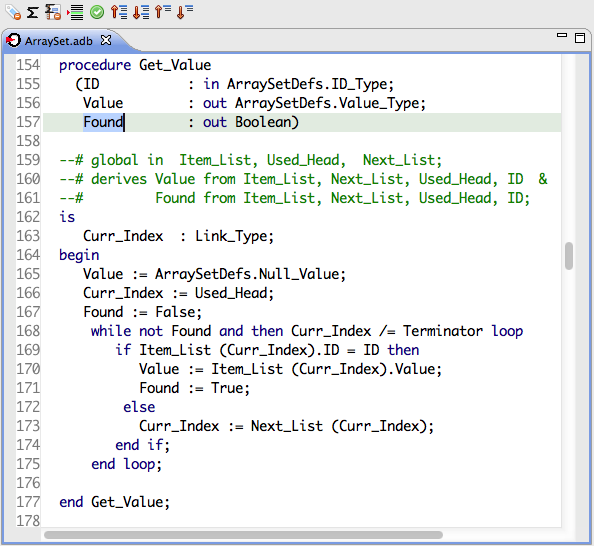 ArraySet.adb
154 procedure Get_Value
155 (ID : in ArraySetDefs.ID_Type;
156 Value : out ArraySetDefs.Value_Type;
157 Found : out Boolean)
158
159 --# global in Item_List, Used_Head, Next_List;
160 --# derives Value from Item_List, Next_List, Used_Head, ID &
161 --# Found from Item_List, Next_List, Used_Head, ID;
162 is
163 Curr_Index : Link_Type;
164 begin
165 Value := ArraySetDefs.Null_Value;
166 Curr_Index := Used_Head;
167 Found := False;
168 while not Found and then Curr_Index /= Terminator loop
169 if Item_List (Curr_Index).ID = ID then
170 Value := Item_List (Curr_Index).Value;
171 Found := True;
172 else
173 Curr_Index := Next_List (Curr_Index);
174 end if;
175 end loop;
176
177 end Get_Value;
178